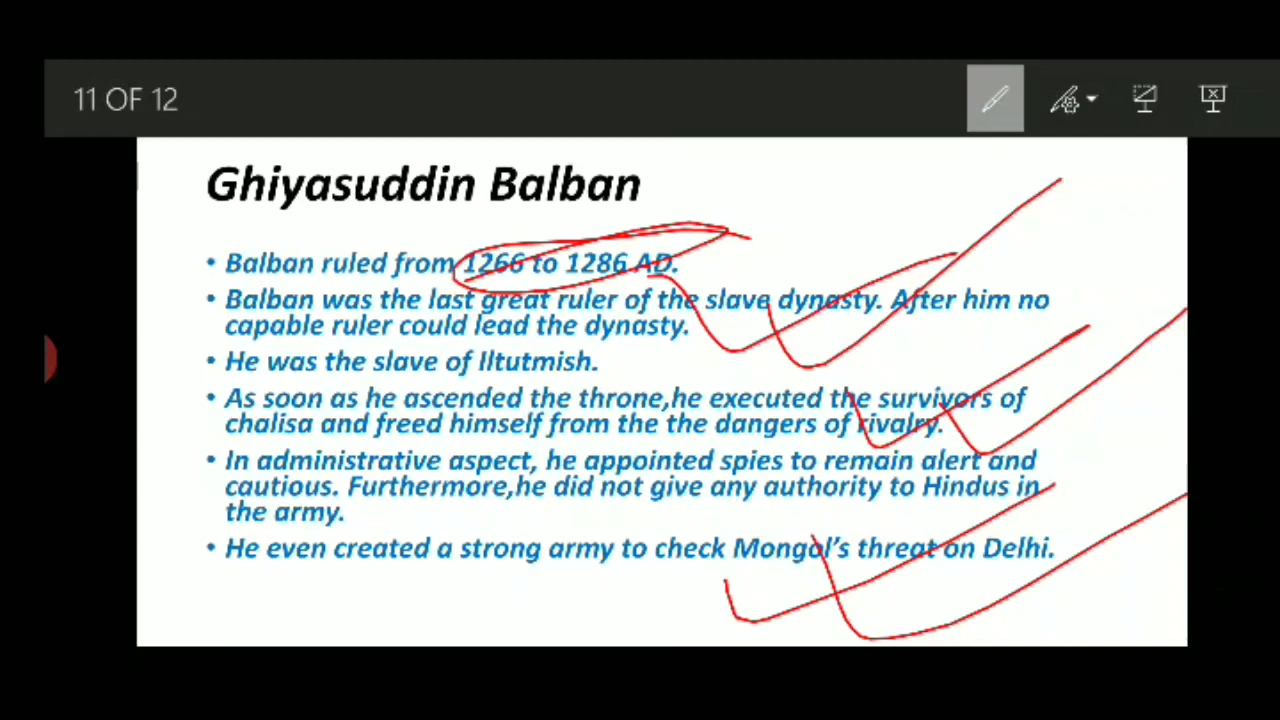 11 OF 12
Ghiyasuddin Balban
• Balban ruled from 1266 to 1286 AD.
• Balban was the last great ruler of the slave dynasty. After him no
capable ruler could lead the dynasty.
• He was the slave of Iltutmish.
• As soon as he ascended the throne,he executed the survivors of
chalisa and freed himself from the the dangers of rivalry.
• In administrative aspect, he appointed spies to remain alert and
cautious. Furthermore,he did not give any authority to Hindus in
the army.
• He even created a strong army to check Mongol's threat on Delhi.